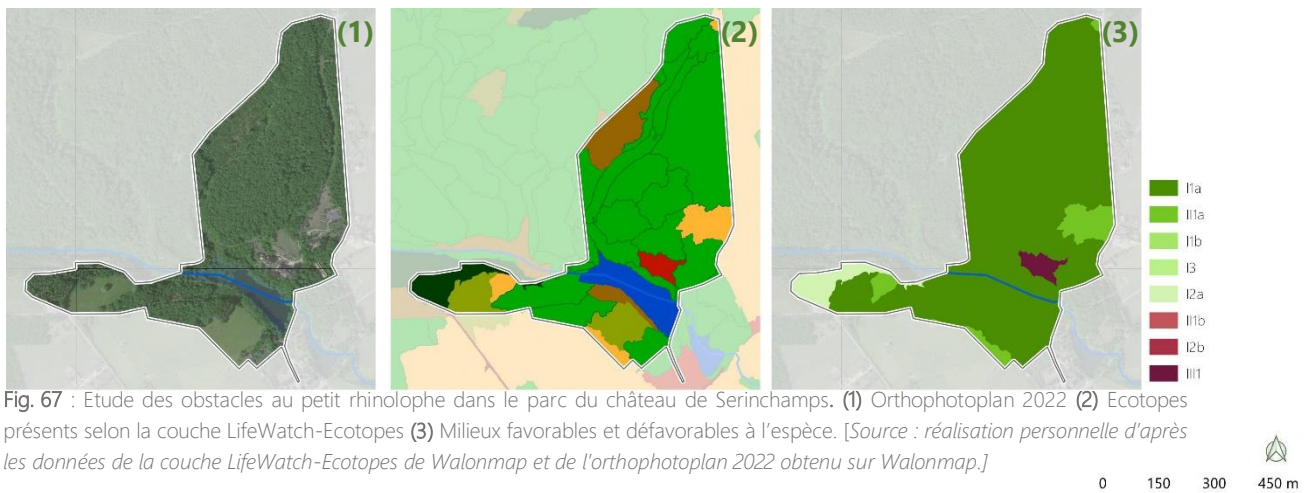 (1)
(2)
(3)
I1a
II1a
I1b
I3
I2a
II1b
I2b
III1
Fig. 67 : Etude des obstacles au petit rhinolophe dans le parc du château de Serinchamps. (1) Orthophotoplan 2022 (2) Ecotopes
présents selon la couche LifeWatch-Ecotopes (3) Milieux favorables et défavorables à l'espèce. [Source : réalisation personnelle d'après
les données de la couche LifeWatch-Ecotopes de Walonmap et de l'orthophotoplan 2022 obtenu sur Walonmap.]
0 150 300 450 m